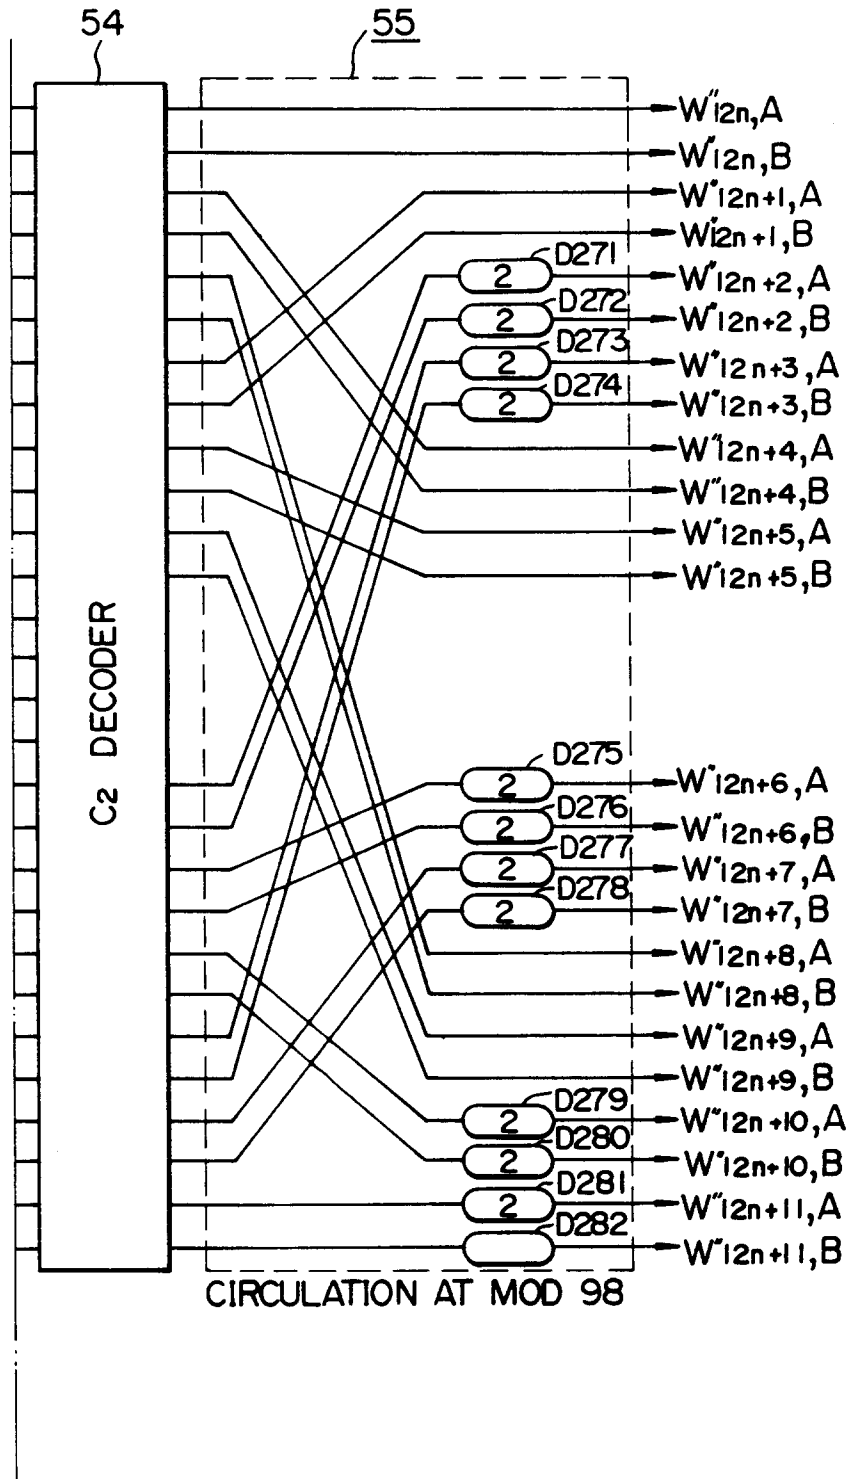 54
55
W"12n,A
W"12n,B
W"12n+1,A
W"12n+1,B
D271
2
W"12n+2,A
D272
2
W"12n+2,B
D273
2
W"12n+3,A
D274
2
W"12n+3,B
W"12n+4,A
W"12n+4,B
W"12n+5,A
W"12n+5,B
C2 DECODER
D275
2
W"12n+6,A
D276
2
W"12n+6,B
D277
2
W"12n+7,A
D278
2
W"12n+7,B
W"12n+8,A
W"12n+8,B
W"12n+9,A
W"12n+9,B
D279
2
W"12n+10,A
D280
2
W"12n+10,B
D281
2
W"12n+11,A
D282
W"12n+11,B
CIRCULATION AT MOD 98